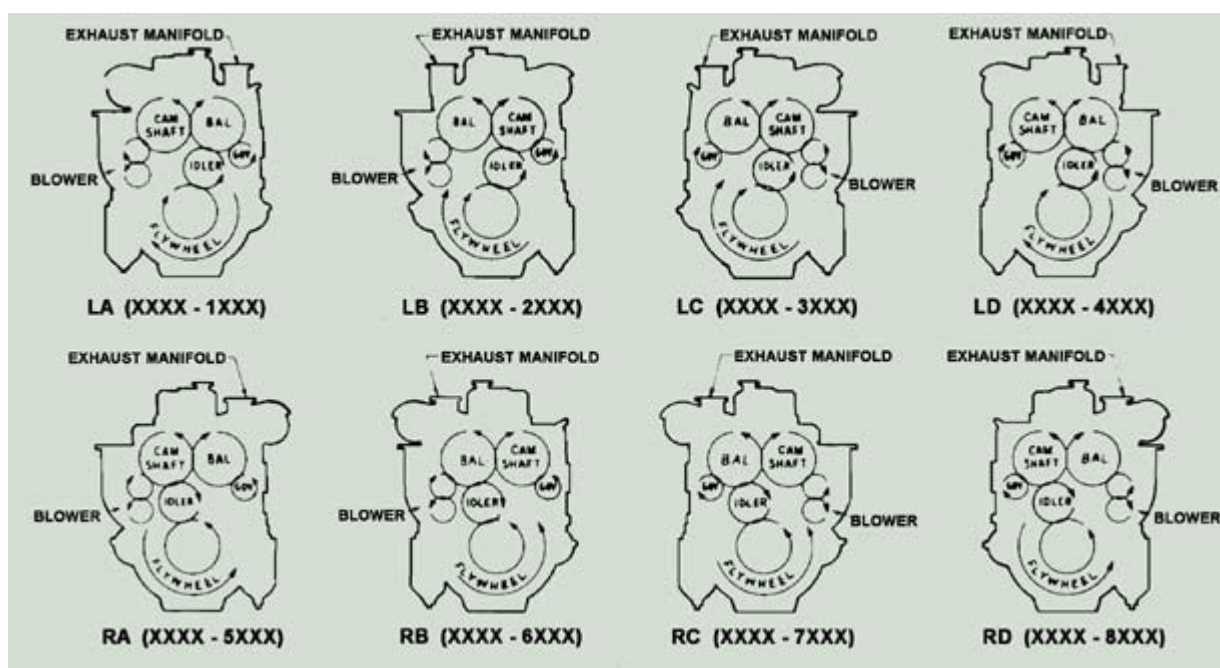 EXHAUST MANIFOLD
CAM SHAFT
BAL
IDLER
GOV
BLOWER
FLYWHEEL
LA (XXXX - 1XXX)
EXHAUST MANIFOLD
BAL
CAM SHAFT
IDLER
GOV
FLYWHEEL
LB (XXXX - 2XXX)
EXHAUST MANIFOLD
BAL
CAM SHAFT
GOV
IDLER
BLOWER
FLYWHEEL
LC (XXXX - 3XXX)
EXHAUST MANIFOLD
CAM SHAFT
BAL
GOV
IDLER
BLOWER
FLYWHEEL
LD (XXXX - 4XXX)
EXHAUST MANIFOLD
CAM SHAFT
BAL
IDLER
GOV
BLOWER
FLYWHEEL
RA (XXXX - 5XXX)
EXHAUST MANIFOLD
BAL
CAM SHAFT
IDLER
GOV
FLYWHEEL
RB (XXXX - 6XXX)
EXHAUST MANIFOLD
BAL
CAM SHAFT
GOV
IDLER
BLOWER
FLYWHEEL
RC (XXXX - 7XXX)
EXHAUST MANIFOLD
CAM SHAFT
BAL
GOV
IDLER
BLOWER
FLYWHEEL
RD (XXXX - 8XXX)